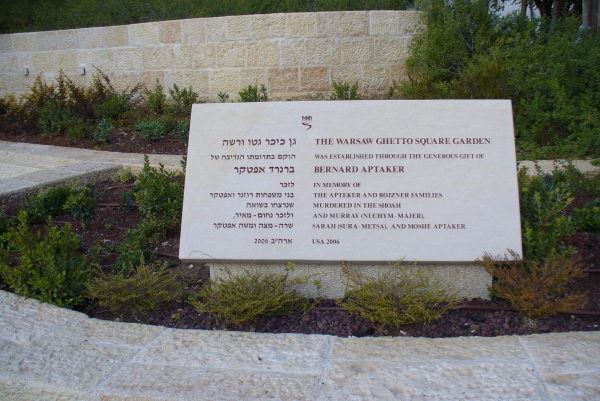 גן כיכר גטו ורשה
הוקם בתרומתו הנדיבה של
ברנרד אפטקר
לזכר
בני משפחות רוזנר ואפטקר
שנרצחו בשואה
ולזכר נחום-מאיר,
שרה-מצה ומשה אפטקר
ארה"ב 2006
THE WARSAW GHETTO SQUARE GARDEN
WAS ESTABLISHED THROUGH THE GENEROUS GIFT OF
BERNARD APTAKER
IN MEMORY OF
THE APTEKER AND ROZNER FAMILIES
MURDERED IN THE SHOAH
AND MURRAY (NUCHYM-MAJER),
SARAH (SURA-METSA), AND MOSHE APTAKER
USA 2006